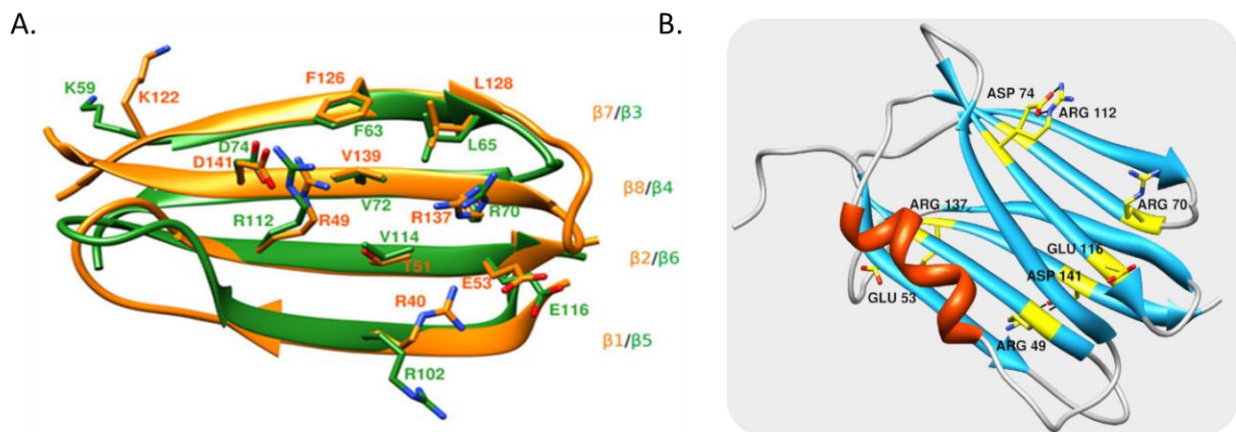 A.
B.
K59
K122
F126
L128
F63
β7/β3
D74
D141
V139
L65
β8/β4
R112
R49
V72
R137
R70
V114
T51
β2/β6
E53
R40
E116
β1/β5
R102
ASP 74
ARG 112
ARG 70
ARG 137
GLU 116
ASP 141
GLU 53
ARG 49